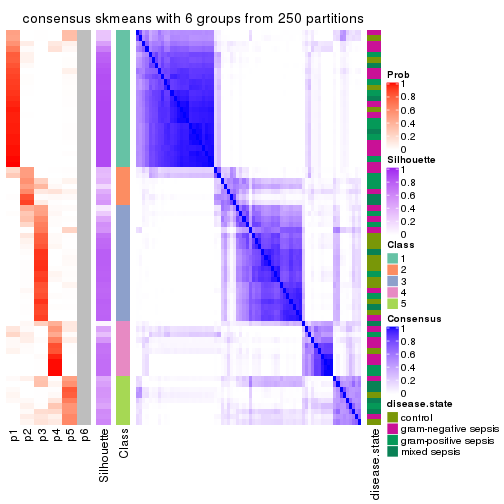 consensus skmeans with 6 groups from 250 partitions
Prob
1
0.8
0.6
0.4
0.2
0
Silhouette
1
0.8
0.6
0.4
0.2
0
Class
1
2
3
4
5
Consensus
1
0.8
0.6
0.4
0.2
0
disease.state
control
gram-negative sepsis
gram-positive sepsis
mixed sepsis
p1
p2
p3
p4
p5
p6
Silhouette
Class
disease.state